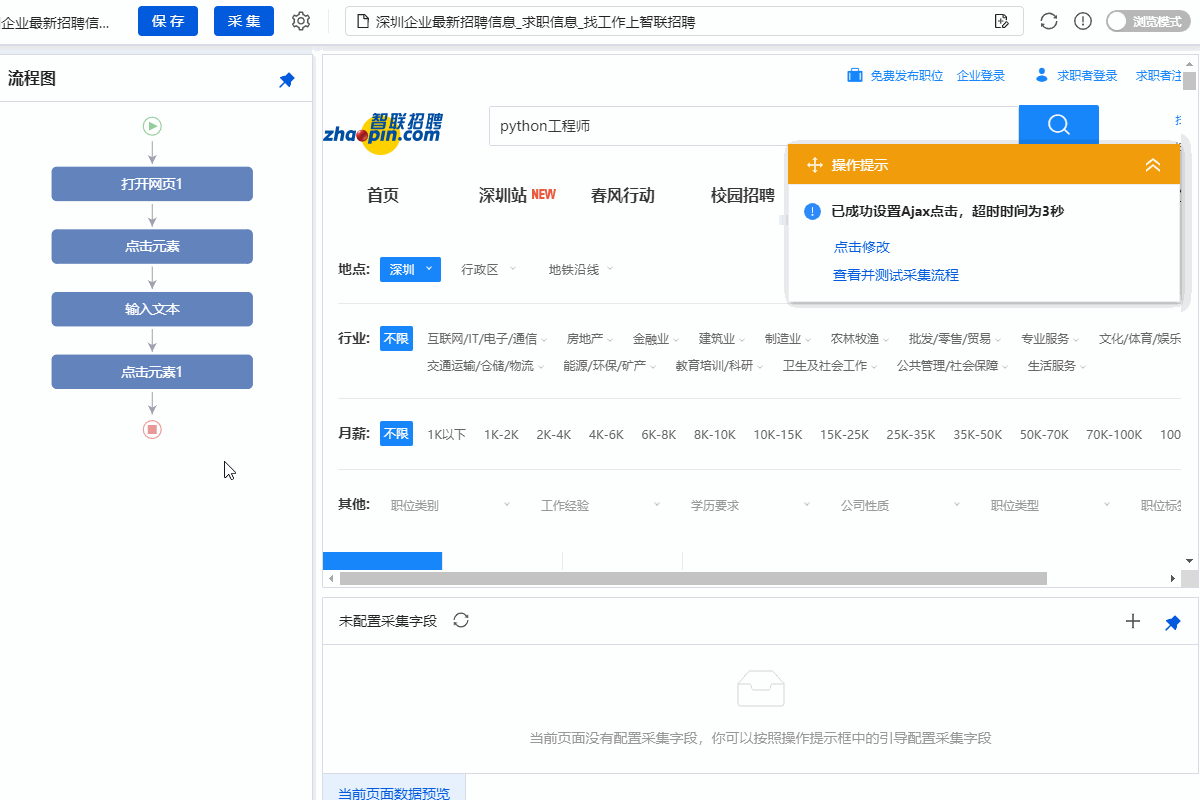 企业最新招聘信...
保 存
采 集
深圳企业最新招聘信息_求职信息_找工作上智联招聘
浏览模式
流程图
打开网页1
点击元素
输入文本
点击元素1
免费发布职位 企业登录 求职者登录 求职者注
智联招聘
zhaopin.com
python工程师
首页 深圳站 NEW 春风行动 校园招聘
操作提示
已成功设置Ajax点击，超时时间为3秒
点击修改
查看并测试采集流程
地点: 深圳 行政区 地铁沿线
行业: 不限 互联网/IT/电子/通信 房地产 金融业 建筑业 制造业 农林牧渔 批发/零售/贸易 专业服务 文化/体育/娱乐
交通运输/仓储/物流 能源/环保/矿产 教育培训/科研 卫生及社会工作 公共管理/社会保障 生活服务
月薪: 不限 1K以下 1K-2K 2K-4K 4K-6K 6K-8K 8K-10K 10K-15K 15K-25K 25K-35K 35K-50K 50K-70K 70K-100K 100
其他: 职位类别 工作经验 学历要求 公司性质 职位类型 职位标
未配置采集字段
当前页面没有配置采集字段，你可以按照操作提示框中的引导配置采集字段
当前页面数据预览